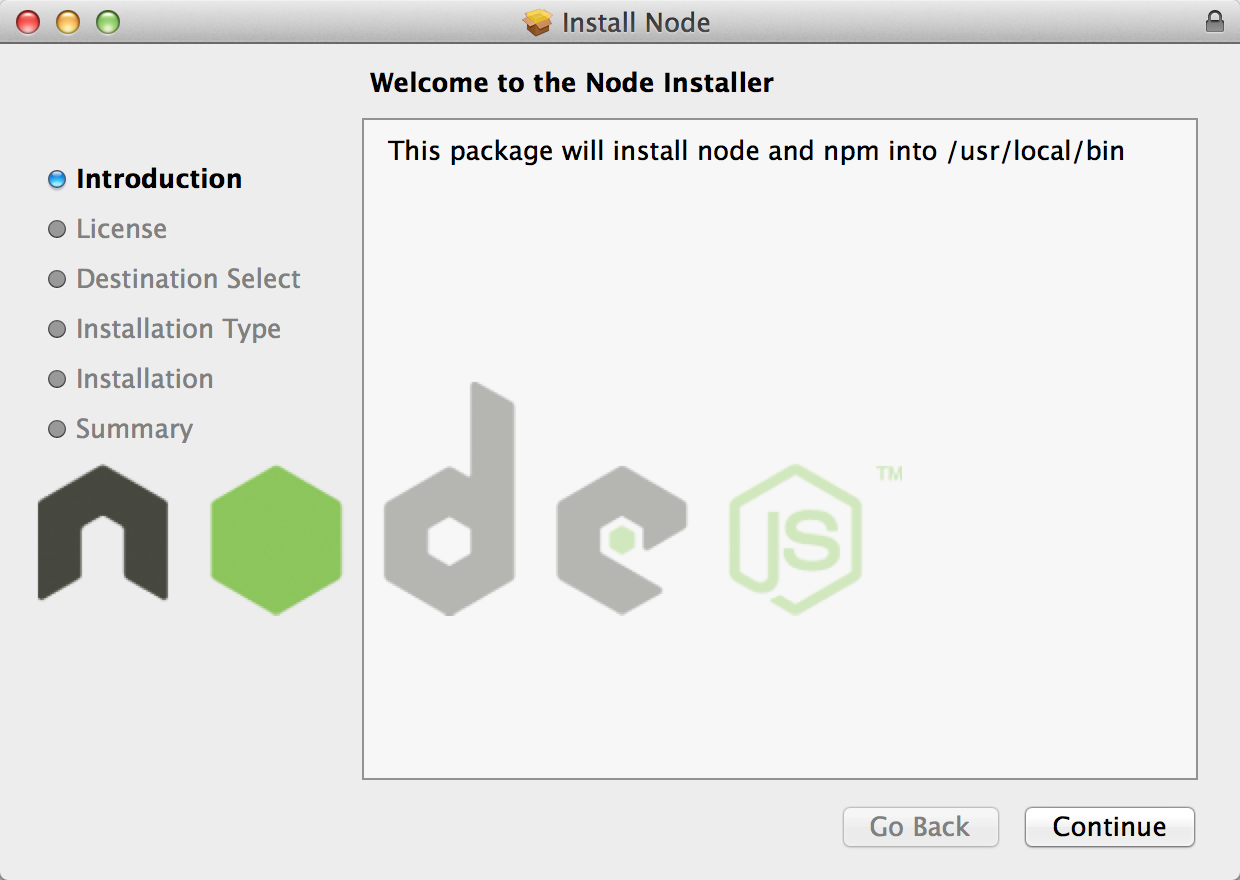 Install Node
Welcome to the Node Installer
Introduction
License
Destination Select
Installation Type
Installation
Summary
This package will install node and npm into /usr/local/bin
node JS ™
Go Back
Continue